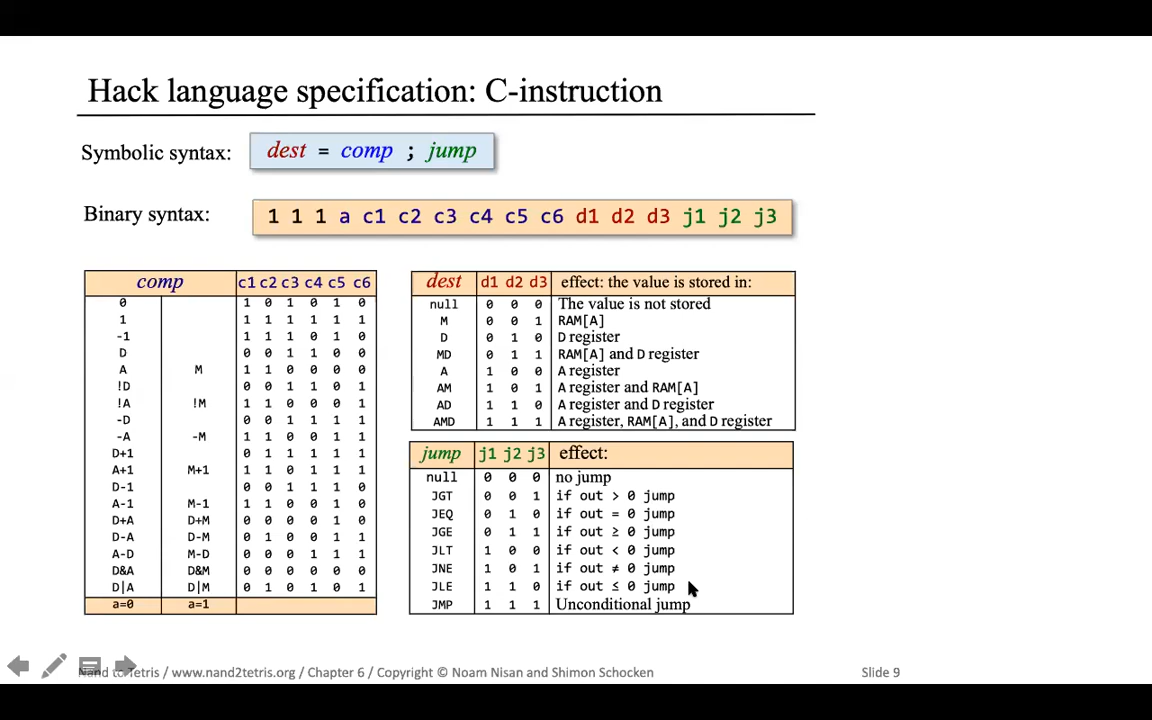 Hack language specification: C-instruction
Symbolic syntax: dest = comp ; jump
Binary syntax: 1 1 1 a c1 c2 c3 c4 c5 c6 d1 d2 d3 j1 j2 j3
comp c1 c2 c3 c4 c5 c6
0 1 0 1 0 1 0
1 1 1 1 1 1 1
-1 1 1 1 0 1 0
D 0 0 1 1 0 0
A M 1 1 0 0 0 0
!D 0 0 1 1 0 1
!A !M 1 1 0 0 0 1
-D 0 0 1 1 1 1
-A -M 1 1 0 0 1 1
D+1 0 1 1 1 1 1
A+1 M+1 1 1 0 1 1 1
D-1 0 0 1 1 1 0
A-1 M-1 1 1 0 0 1 0
D+A D+M 0 0 0 0 1 0
D-A D-M 0 1 0 0 1 1
A-D M-D 0 0 0 1 1 1
D&A D&M 0 0 0 0 0 0
D|A D|M 0 1 0 1 0 1
a=0 a=1
dest d1 d2 d3 effect: the value is stored in:
null 0 0 0 The value is not stored
M 0 0 1 RAM[A]
D 0 1 0 D register
MD 0 1 1 RAM[A] and D register
A 1 0 0 A register
AM 1 0 1 A register and RAM[A]
AD 1 1 0 A register and D register
AMD 1 1 1 A register, RAM[A], and D register
jump j1 j2 j3 effect:
null 0 0 0 no jump
JGT 0 0 1 if out > 0 jump
JEQ 0 1 0 if out = 0 jump
JGE 0 1 1 if out ≥ 0 jump
JLT 1 0 0 if out < 0 jump
JNE 1 0 1 if out ≠ 0 jump
JLE 1 1 0 if out ≤ 0 jump
JMP 1 1 1 Unconditional jump
Nand to Tetris / www.nand2tetris.org / Chapter 6 / Copyright © Noam Nisan and Shimon Schocken
Slide 9